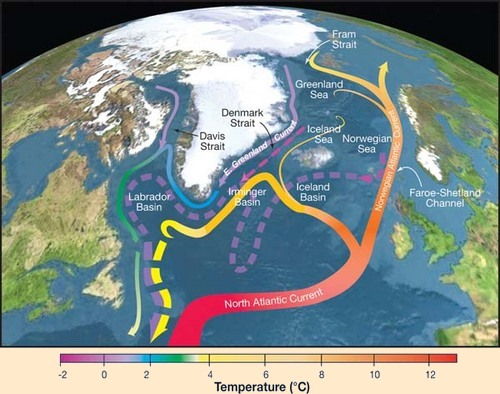 Fram
Strait
Greenland
Sea
Denmark
Strait
Iceland
Sea
Norwegian
Sea
Davis
Strait
E. Greenland Current
Labrador
Basin
Irminger
Basin
Iceland
Basin
Norwegian Atlantic Current
Faroe-Shetland
Channel
North Atlantic Current
-2 0 2 4 6 8 10 12
Temperature (°C)